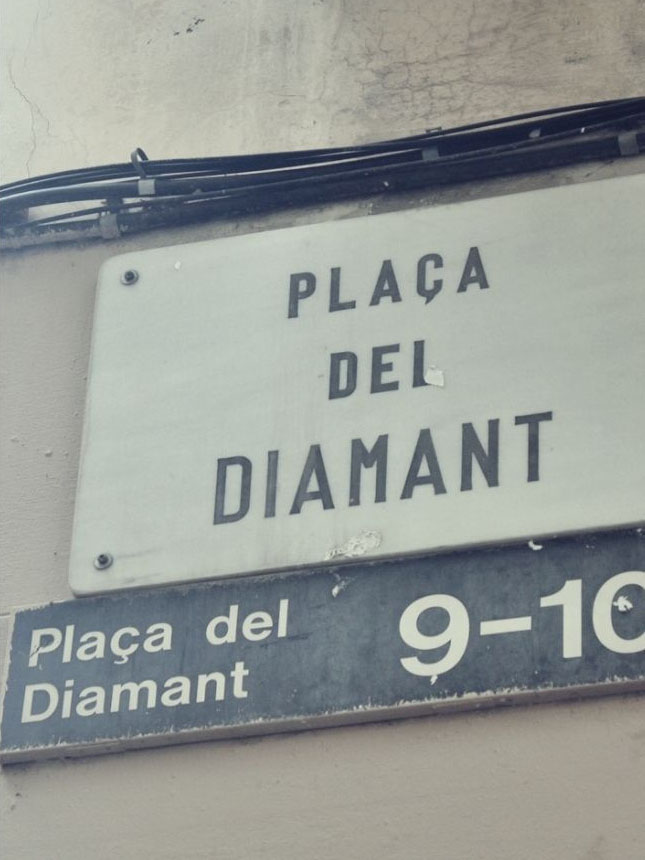 PLAÇA
DEL
DIAMANT
Plaça del
Diamant
9-10